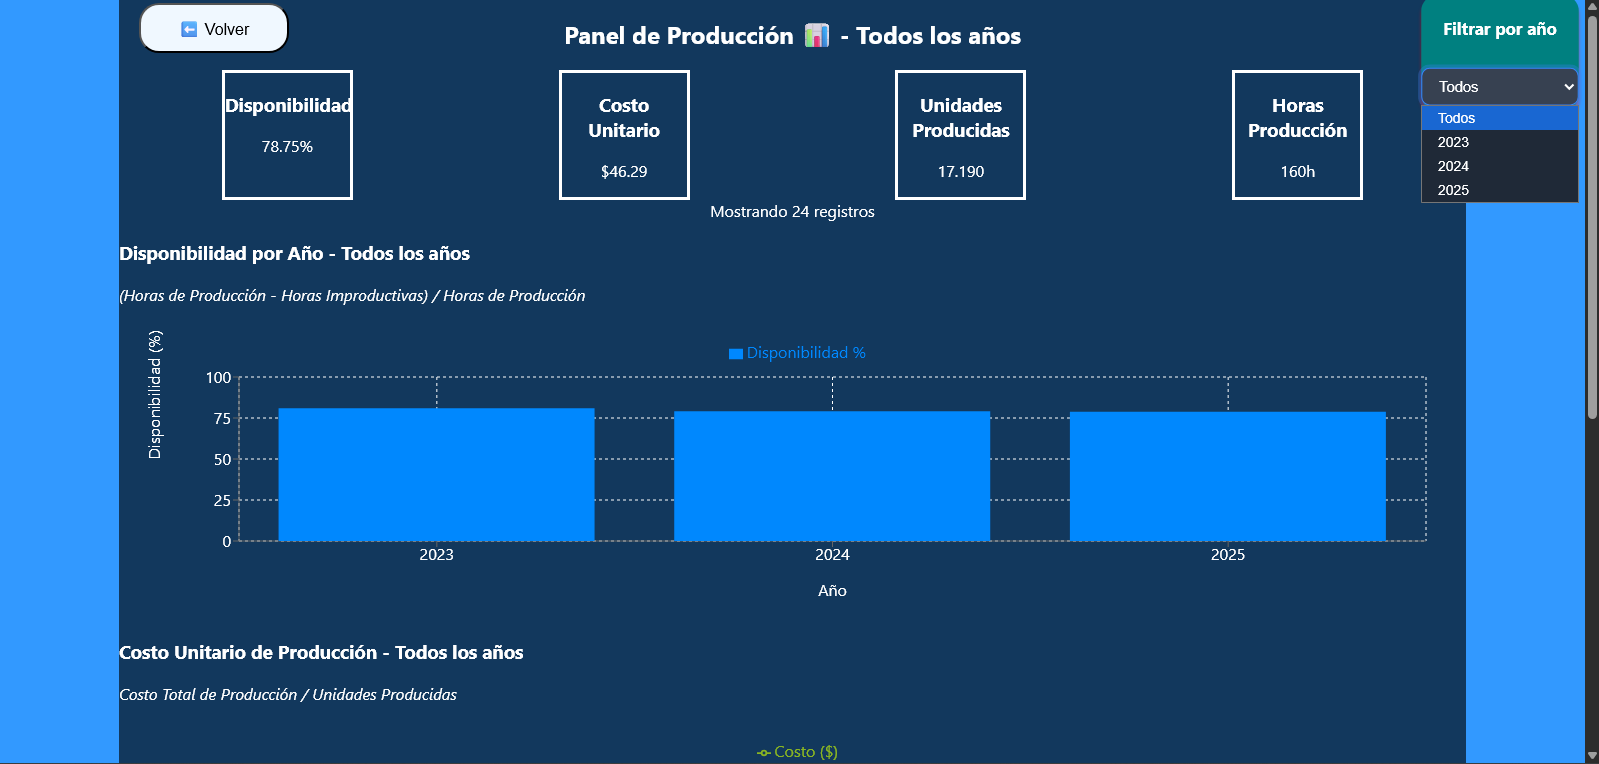 ⬅️ Volver
Panel de Producción 📊 - Todos los años
Filtrar por año
Todos
Todos
2023
2024
2025
Disponibilidad
78.75%
Costo
Unitario
$46.29
Unidades
Producidas
17.190
Horas
Producción
160h
Mostrando 24 registros
Disponibilidad por Año - Todos los años
(Horas de Producción - Horas Improductivas) / Horas de Producción
Disponibilidad %
Disponibilidad (%)
100
75
50
25
0
2023
2024
2025
Año
Costo Unitario de Producción - Todos los años
Costo Total de Producción / Unidades Producidas
Costo ($)